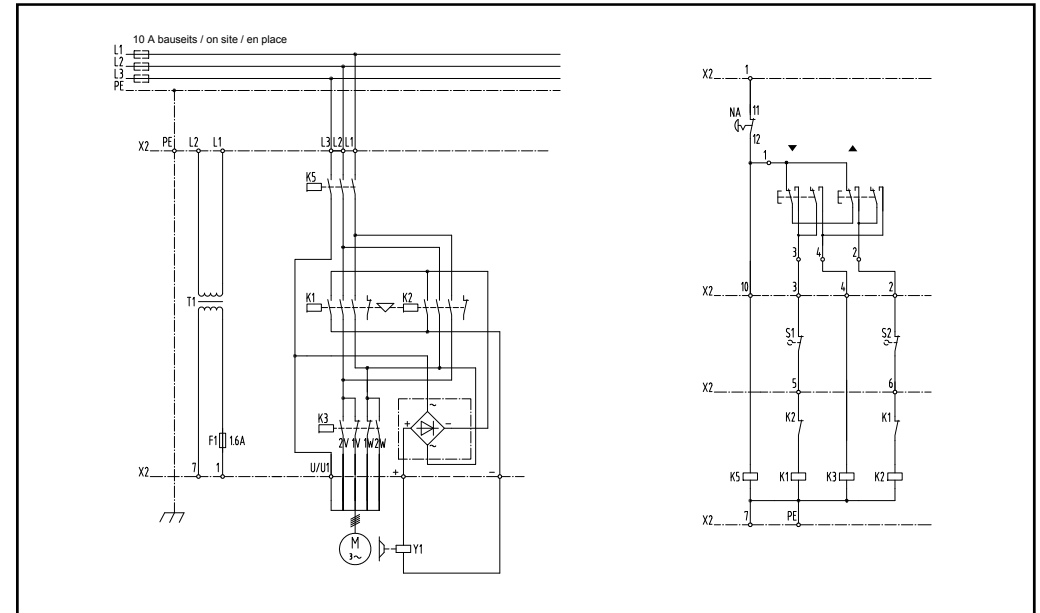 10 A bauseits / on site / en place
L1
L2
L3
PE
X2 PE L2 L1 L3 L2 L1
K5
T1
K1 K2
K3
2V 1V 1W 2W
~
+ −
~
F1 1.6A
X2 7 1 U/U1 + −
M
3~
Y1
X2 1
NA 11
12
1 ▼ ▲
3 4 2
X2 10 3 4 2
S1 S2
X2 5 6
K2 K1
K5 K1 K3 K2
X2 7 PE